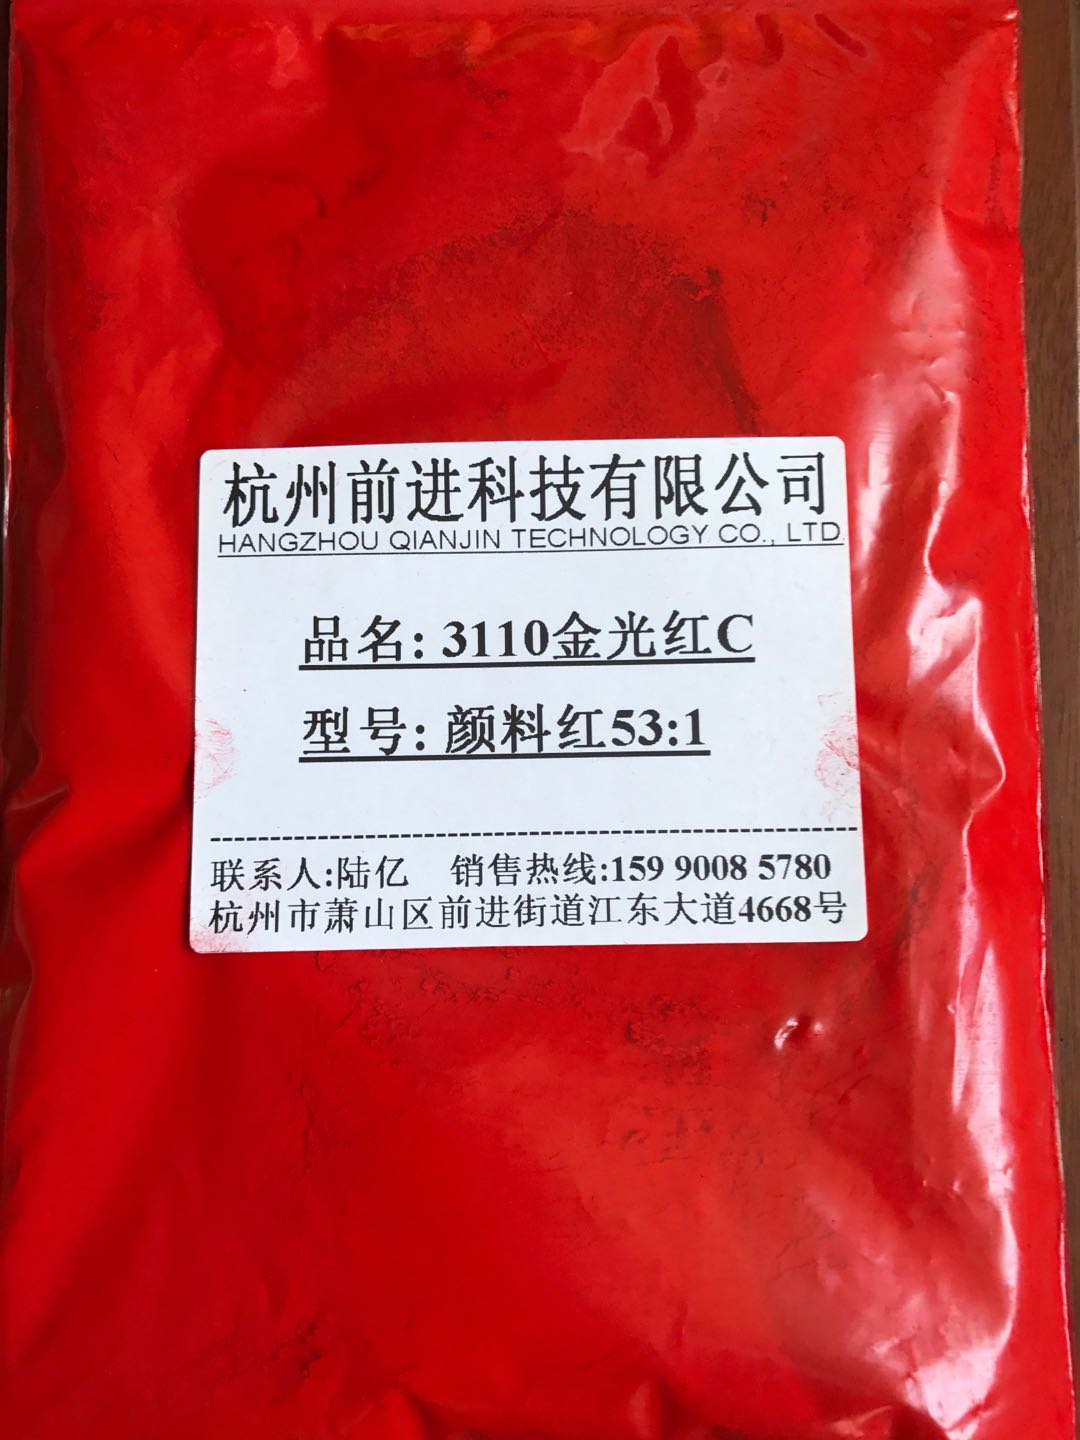 杭州前进科技有限公司
HANGZHOU QIANJIN TECHNOLOGY CO., LTD.
品名: 3110金光红C
型号: 颜料红53:1
联系人:陆亿 销售热线:159 9008 5780
杭州市萧山区前进街道江东大道4668号